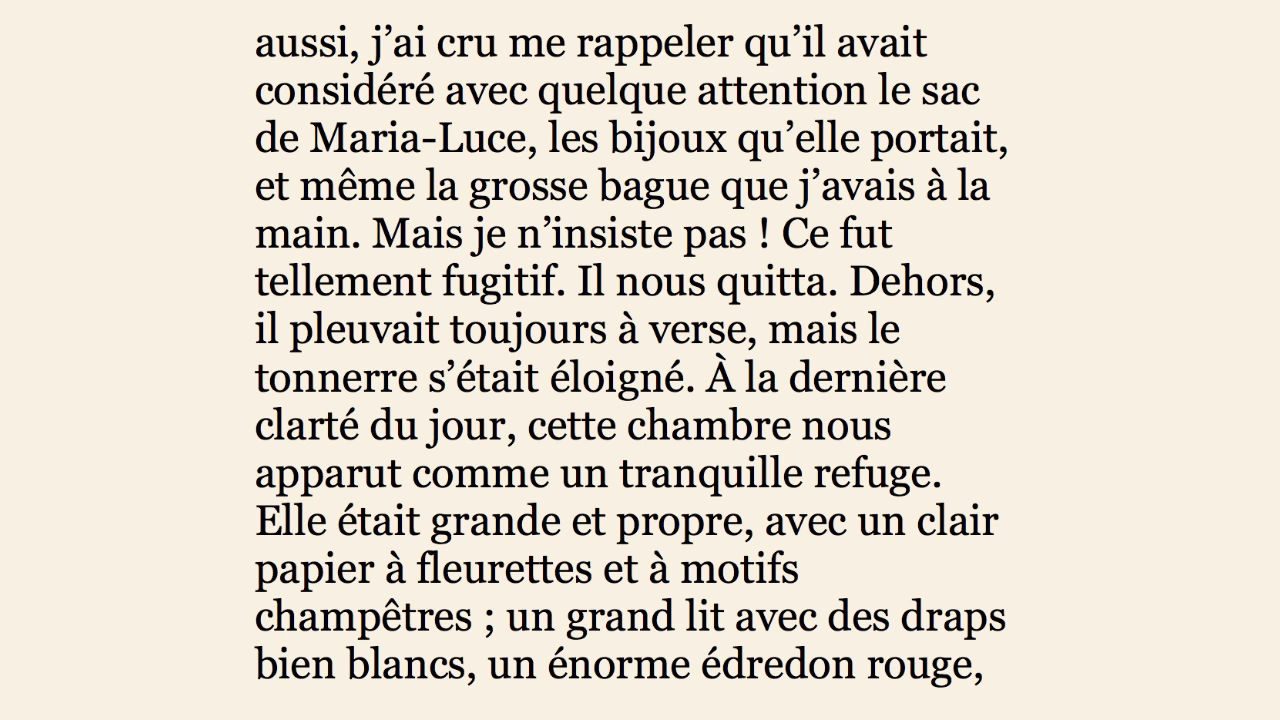 aussi, j’ai cru me rappeler qu’il avait
considéré avec quelque attention le sac
de Maria-Luce, les bijoux qu’elle portait,
et même la grosse bague que j’avais à la
main. Mais je n’insiste pas ! Ce fut
tellement fugitif. Il nous quitta. Dehors,
il pleuvait toujours à verse, mais le
tonnerre s’était éloigné. À la dernière
clarté du jour, cette chambre nous
apparut comme un tranquille refuge.
Elle était grande et propre, avec un clair
papier à fleurettes et à motifs
champêtres ; un grand lit avec des draps
bien blancs, un énorme édredon rouge,